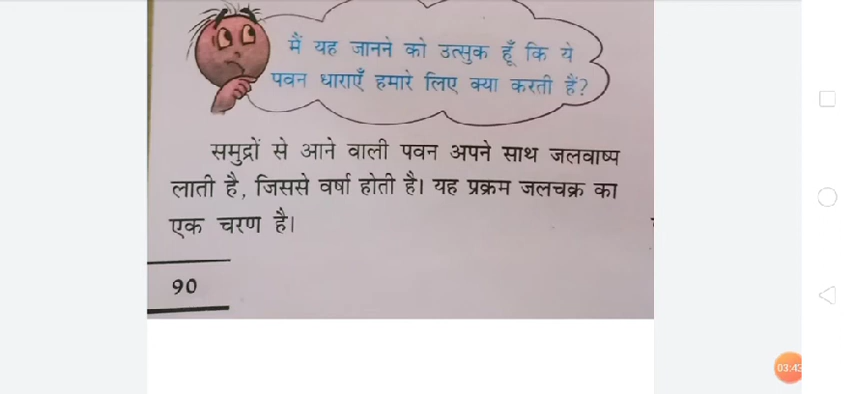 मैं यह जानने को उत्सुक हूँ कि ये
पवन धाराएँ हमारे लिए क्या करती हैं?
समुद्रों से आने वाली पवन अपने साथ जलवाष्प
लाती है, जिससे वर्षा होती है। यह प्रक्रम जलचक्र का
एक चरण है।
90
03:43